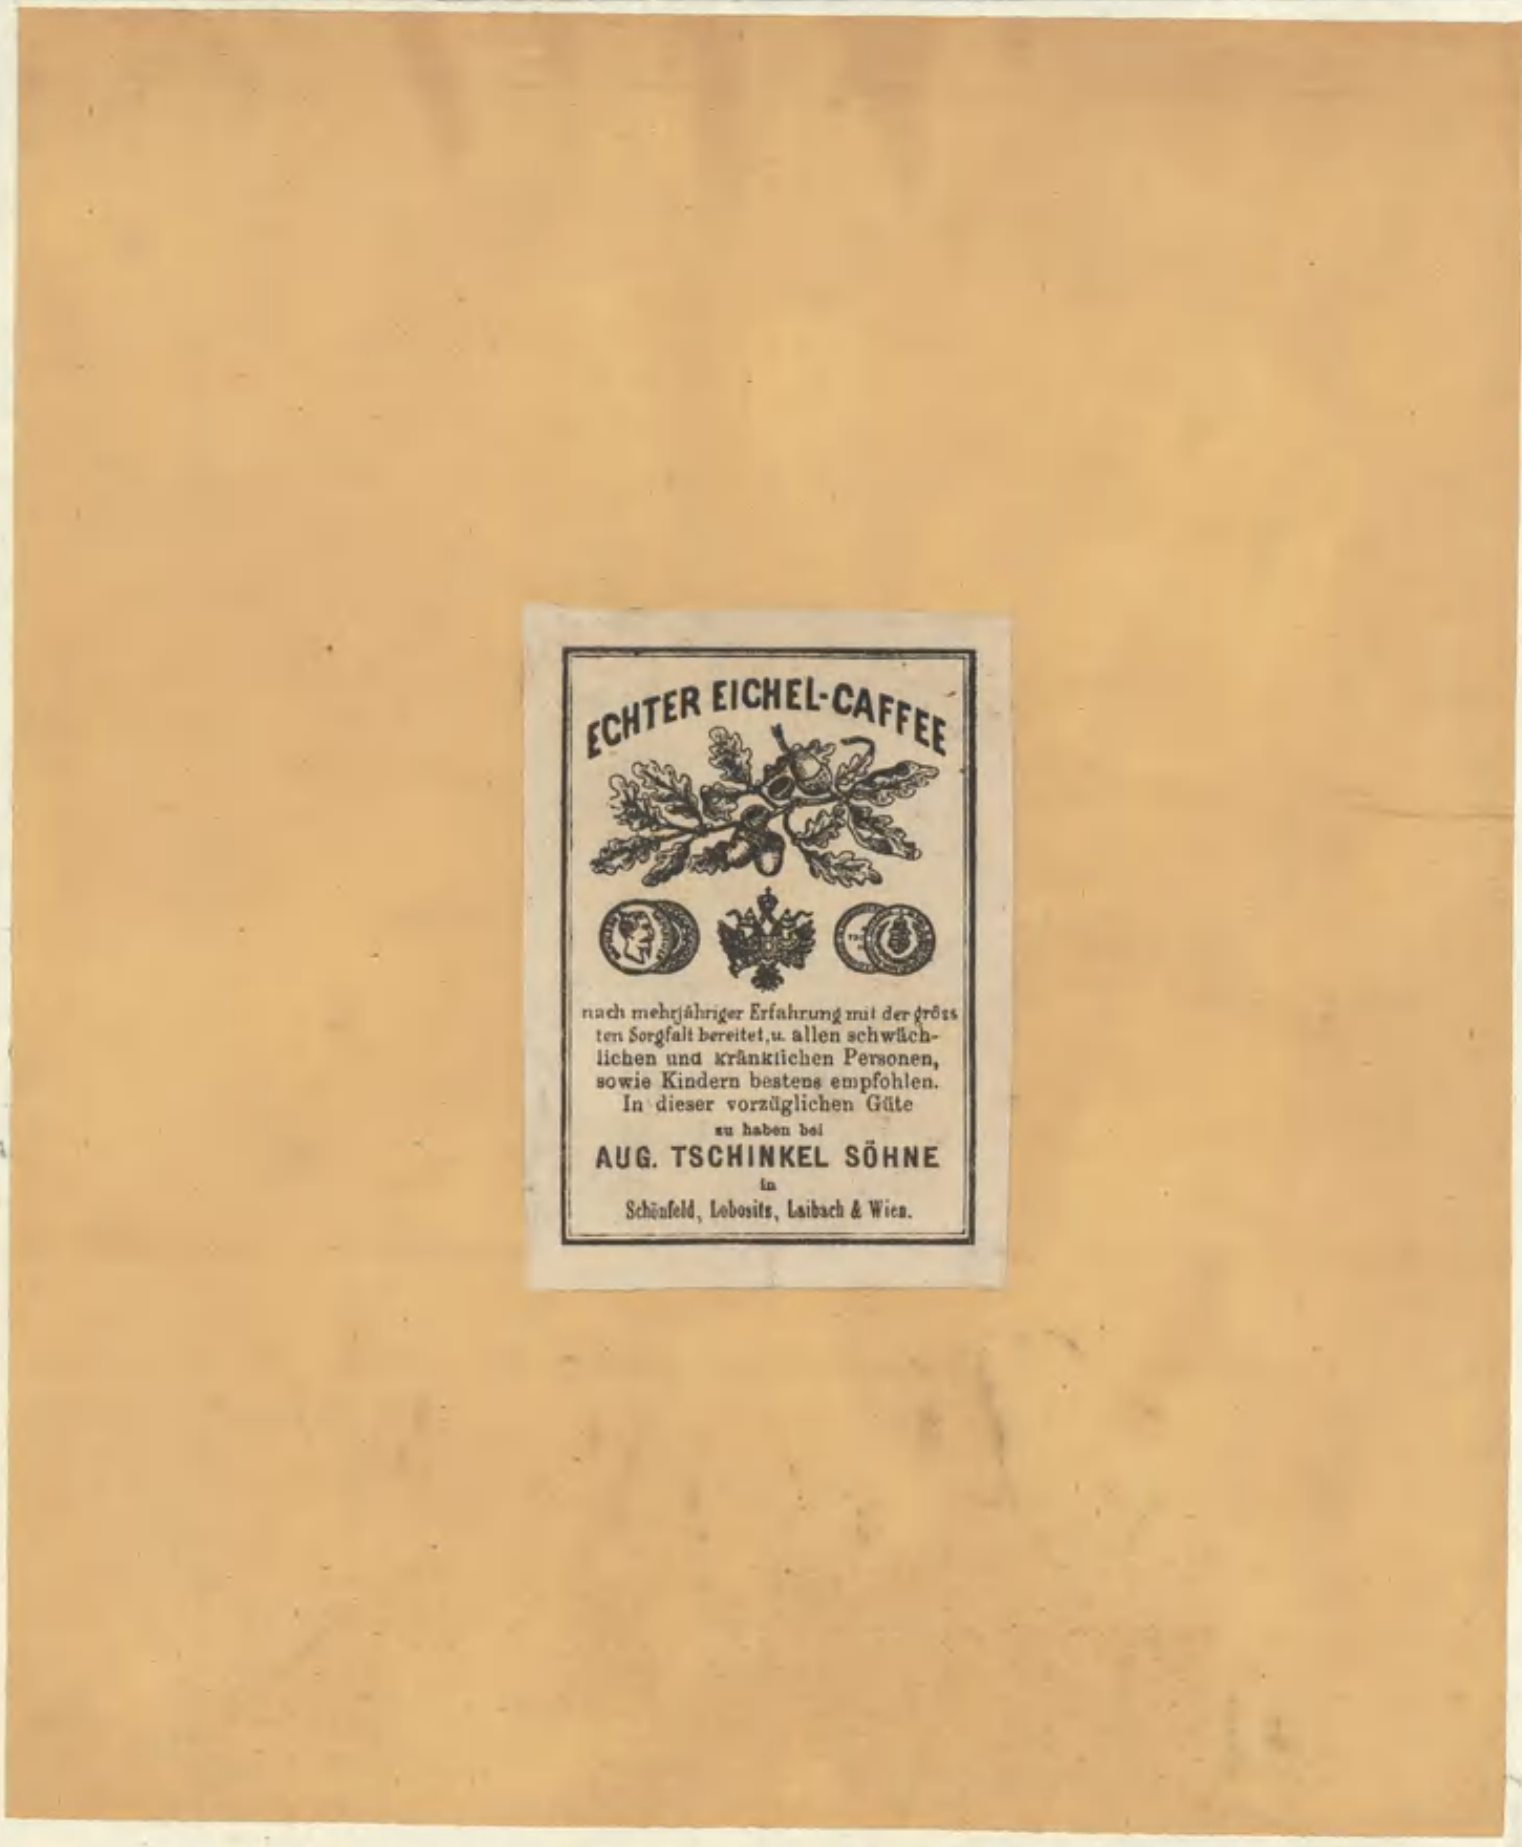 ECHTER EICHEL-CAFFEE
nach mehrjähriger Erfahrung mit der gröss
ten Sorgfalt bereitet, u. allen schwäch-
lichen und kränklichen Personen,
sowie Kindern bestens empfohlen.
In dieser vorzüglichen Güte
zu haben bei
AUG. TSCHINKEL SÖHNE
in
Schönfeld, Lobosits, Laibach & Wien.